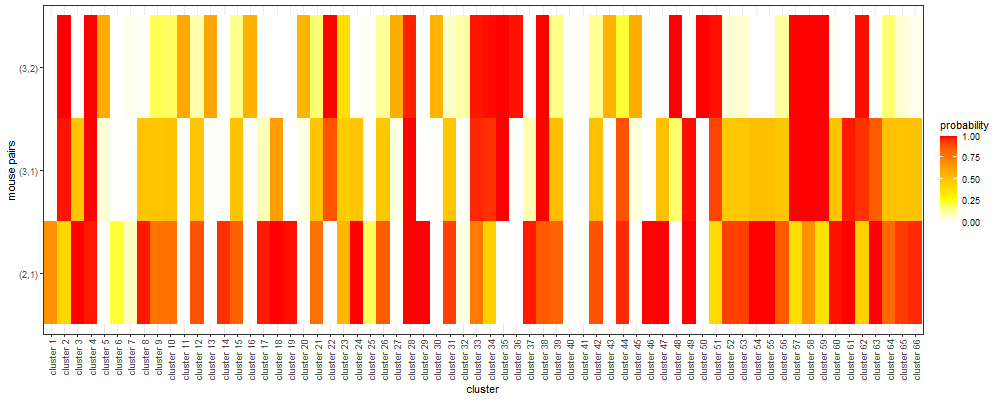 (3,2)
(3,1)
(2,1)
mouse pairs
cluster 1
cluster 2
cluster 3
cluster 4
cluster 5
cluster 6
cluster 7
cluster 8
cluster 9
cluster 10
cluster 11
cluster 12
cluster 13
cluster 14
cluster 15
cluster 16
cluster 17
cluster 18
cluster 19
cluster 20
cluster 21
cluster 22
cluster 23
cluster 24
cluster 25
cluster 26
cluster 27
cluster 28
cluster 29
cluster 30
cluster 31
cluster 32
cluster 33
cluster 34
cluster 35
cluster 36
cluster 37
cluster 38
cluster 39
cluster 40
cluster 41
cluster 42
cluster 43
cluster 44
cluster 45
cluster 46
cluster 47
cluster 48
cluster 49
cluster 50
cluster 51
cluster 52
cluster 53
cluster 54
cluster 55
cluster 56
cluster 57
cluster 58
cluster 59
cluster 60
cluster 61
cluster 62
cluster 63
cluster 64
cluster 65
cluster 66
cluster
probability
1.00
0.75
0.50
0.25
0.00